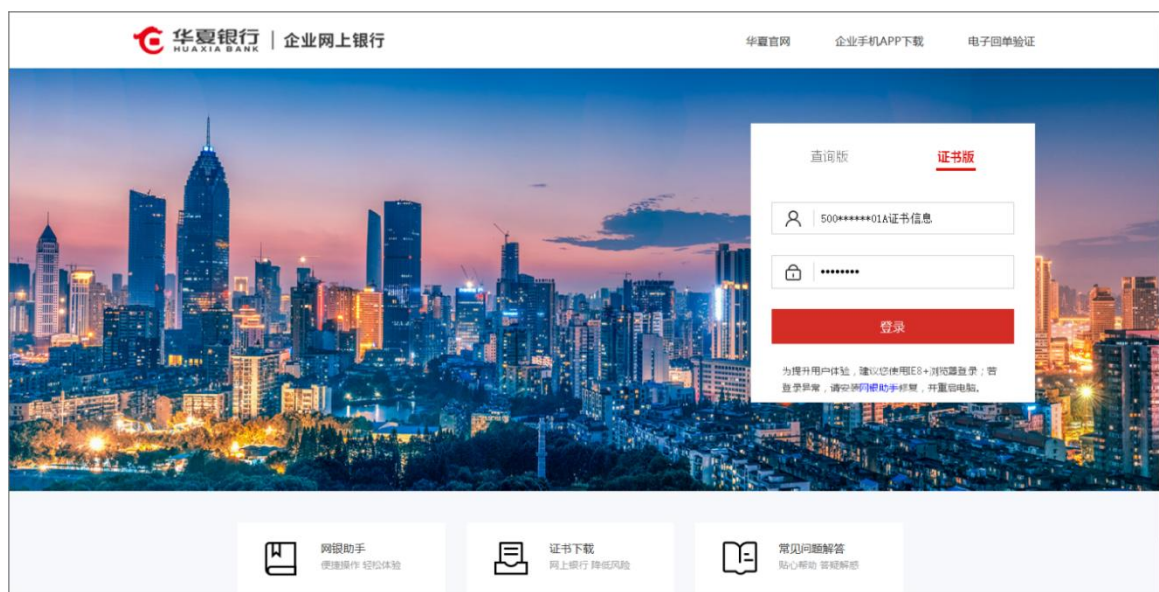 华夏银行
HUAXIA BANK
企业网上银行
华夏官网 企业手机APP下载 电子回单验证
查询版 证书版
500******01A证书信息
••••••••
登录
为提升用户体验，建议您使用IE8+浏览器登录；若
登录异常，请安装网银助手修复，并重启电脑。
网银助手
便捷操作 轻松体验
证书下载
网上银行 降低风险
常见问题解答
贴心帮助 答疑解惑